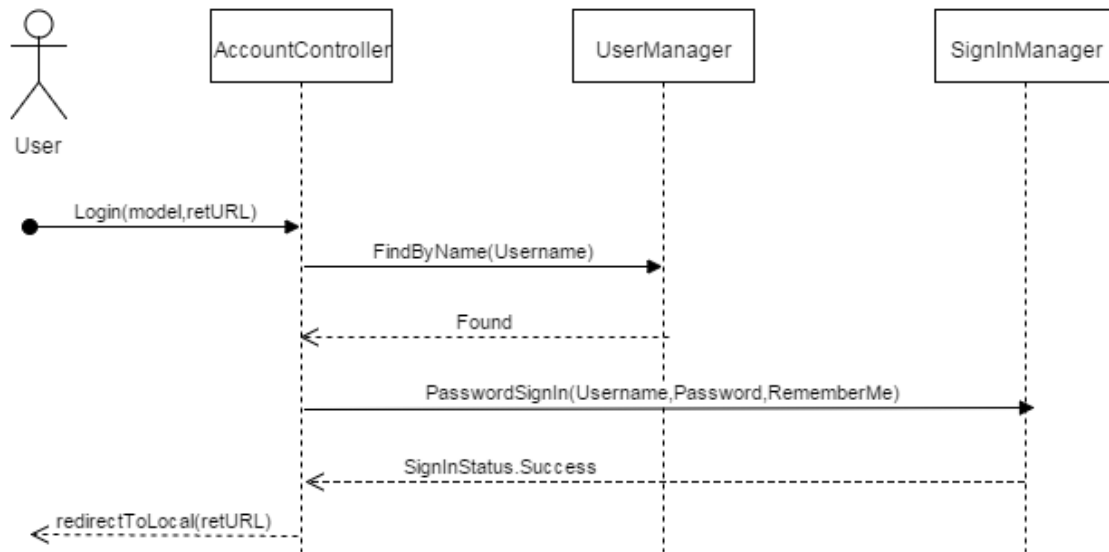 AccountController
UserManager
SignInManager
User
Login(model,retURL)
FindByName(Username)
Found
PasswordSignIn(Username,Password,RememberMe)
SignInStatus.Success
redirectToLocal(retURL)